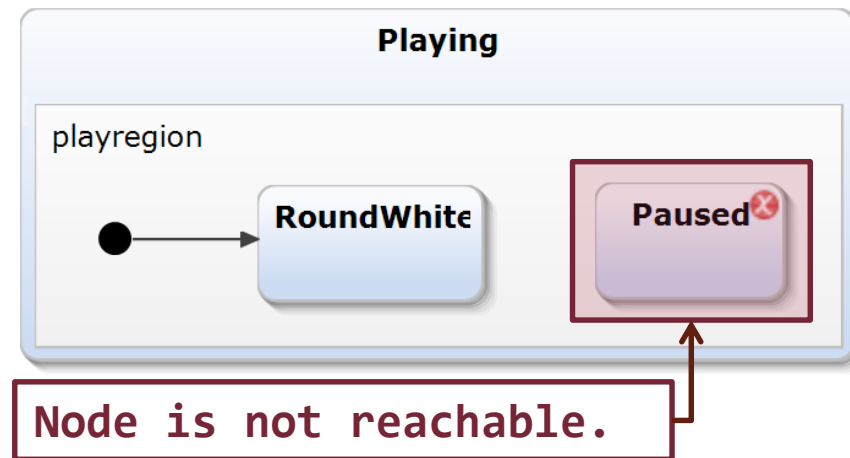 Playing
playregion
RoundWhite
Paused
Node is not reachable.